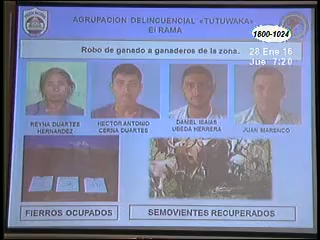 AGRUPACION DELINCUENCIAL «TUTUWAKA»
El RAMA
1800-1024
28 Ene 16
Jue 7:20
Robo de ganado a ganaderos de la zona.
REYNA DUARTES
HERNANDEZ
HECTOR ANTONIO
CERNA DUARTES
DANIEL ISAIAS
UBEDA HERRERA
JUAN MARENCO
FIERROS OCUPADOS
SEMOVIENTES RECUPERADOS